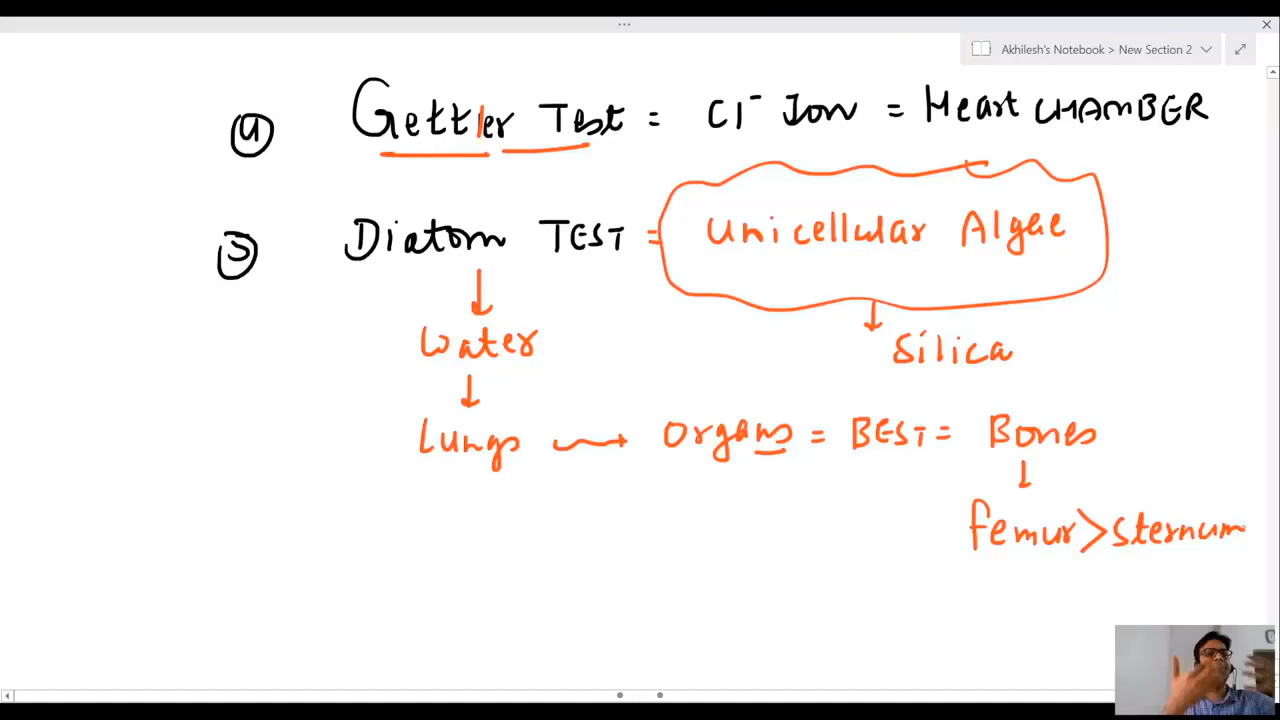 Akhilesh's Notebook > New Section 2
4 Gettler Test = Cl⁻ Ion = Heart CHAMBER
5 Diatom TEST = Unicellular Algae
Water
Silica
Lungs → Organs = BEST = Bones
femur > sternum